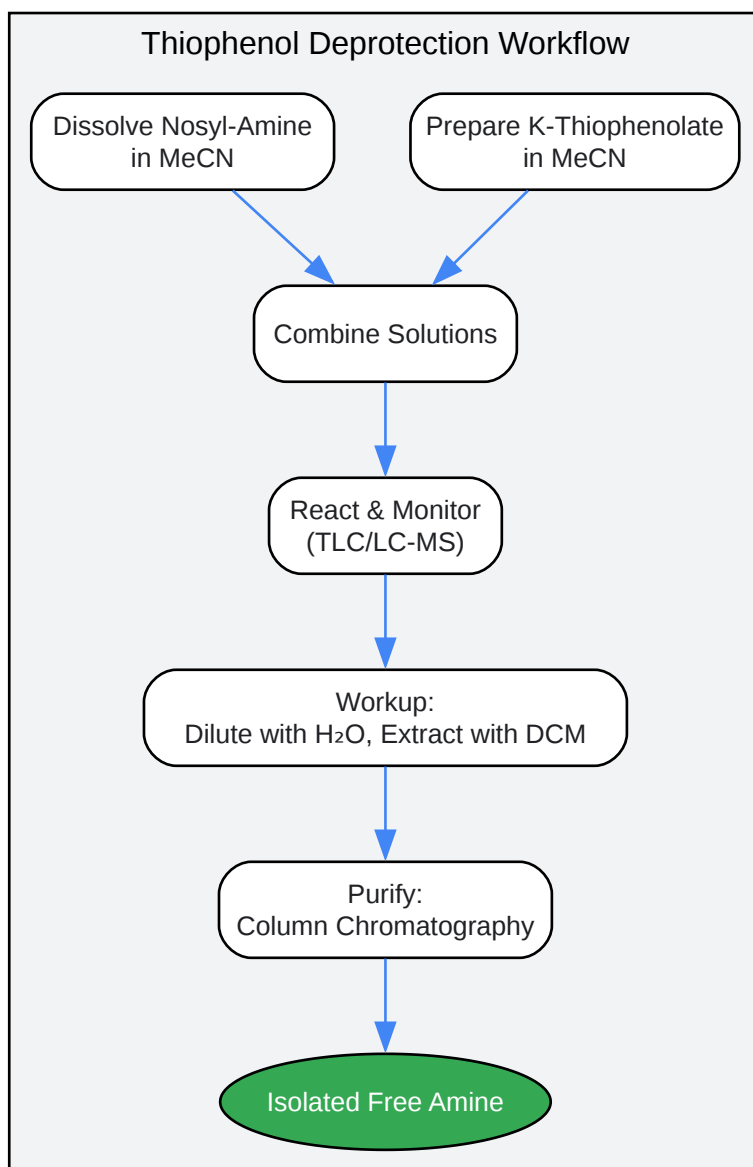 Thiophenol Deprotection Workflow
Dissolve Nosyl-Amine
in MeCN
Prepare K-Thiophenolate
in MeCN
Combine Solutions
React & Monitor
(TLC/LC-MS)
Workup:
Dilute with H₂O, Extract with DCM
Purify:
Column Chromatography
Isolated Free Amine